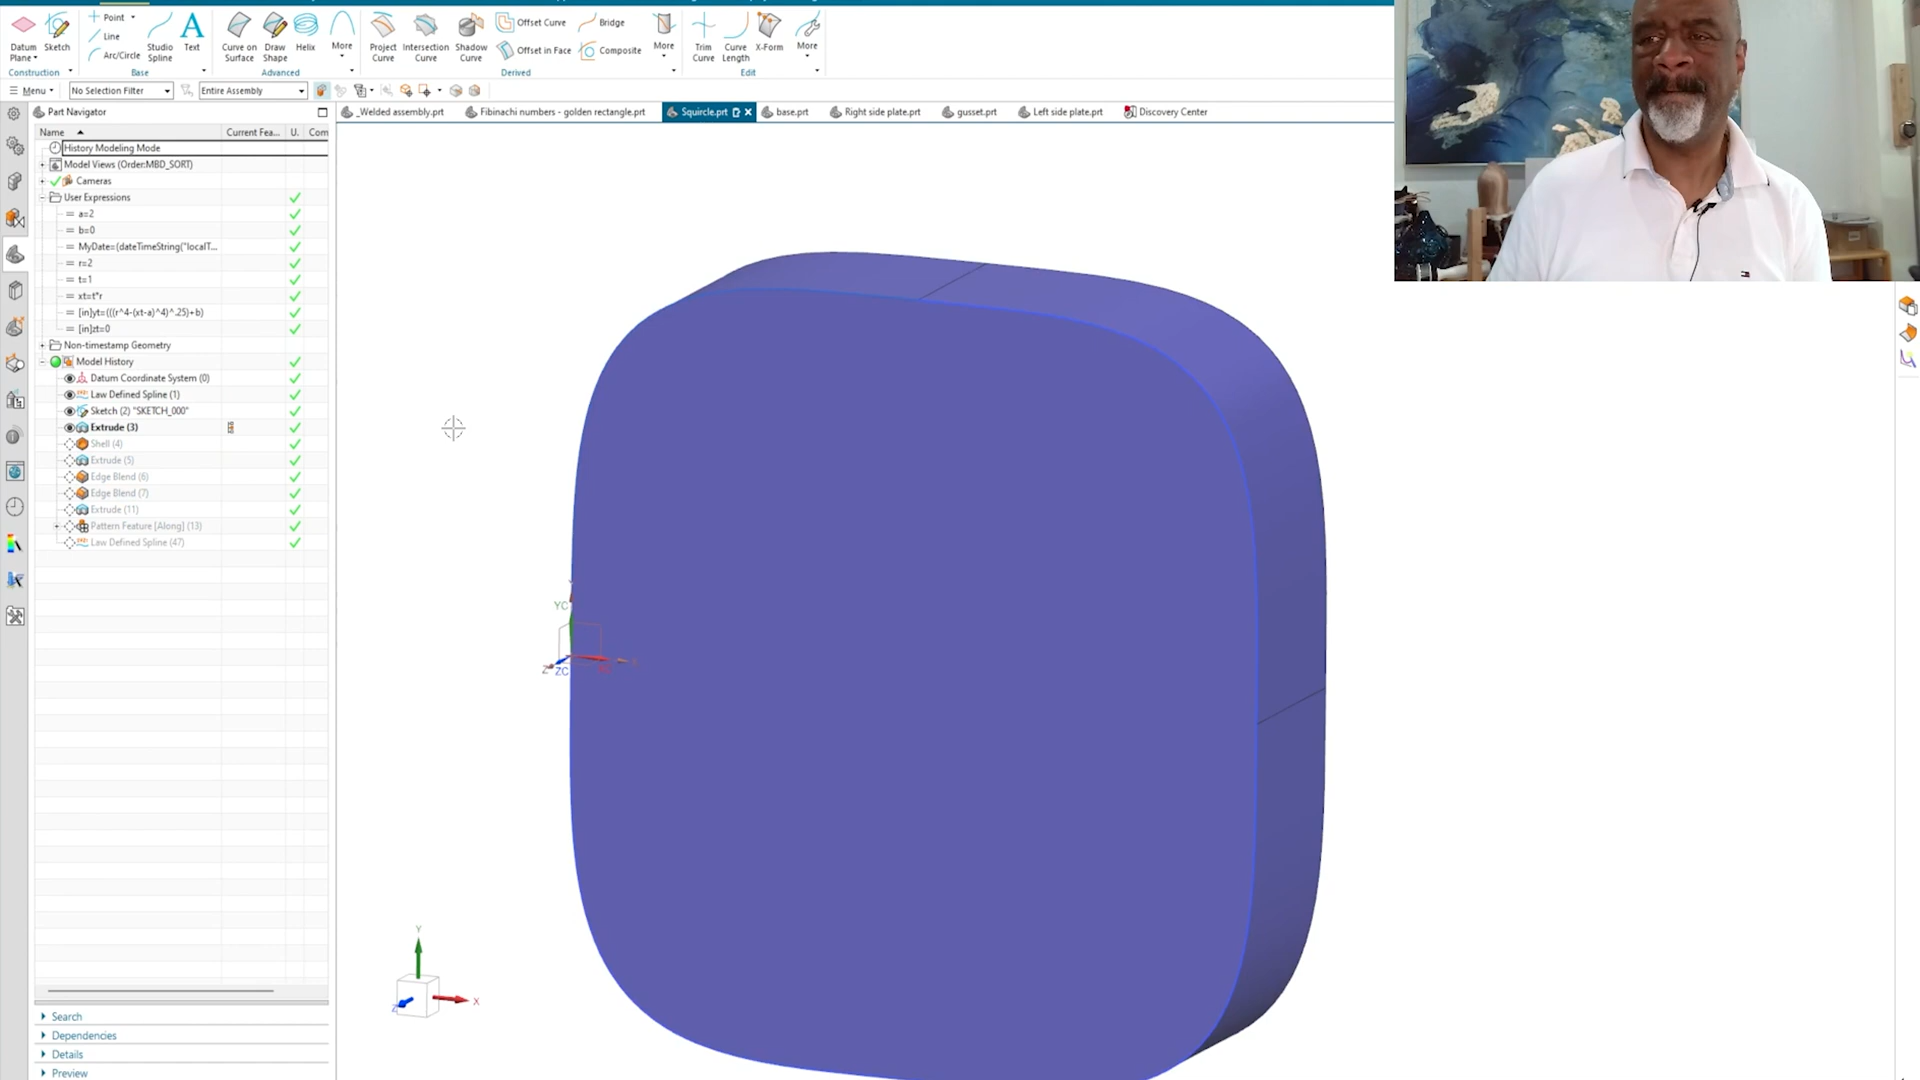 Datum Plane
Sketch
Point
Line
Arc/Circle
Studio Spline
Text
Curve on Surface
Draw Shape
Helix
More
Project Curve
Intersection Curve
Shadow Curve
Offset Curve
Offset in Face
Bridge
Composite
More
Trim Curve
Curve Length
X-Form
More
Construction
Base
Advanced
Derived
Edit
Menu
No Selection Filter
Entire Assembly
Part Navigator
_Welded assembly.prt
Fibinachi numbers - golden rectangle.prt
Squircle.prt
base.prt
Right side plate.prt
gusset.prt
Left side plate.prt
Discovery Center
Name Current Fea... U. Com
History Modeling Mode
Model Views (Order:MBD_SORT)
Cameras
User Expressions
a=2
b=0
MyDate=(dateTimeString("localT...
r=2
t=1
xt=t*r
[in]yt=(((r^4-(xt-a)^4)^.25)+b)
[in]zt=0
Non-timestamp Geometry
Model History
Datum Coordinate System (0)
Law Defined Spline (1)
Sketch (2) "SKETCH_000"
Extrude (3)
Shell (4)
Extrude (5)
Edge Blend (6)
Edge Blend (7)
Extrude (11)
Pattern Feature [Along] (13)
Law Defined Spline (47)
YC
Z
ZC
Y
X
Z
Search
Dependencies
Details
Preview